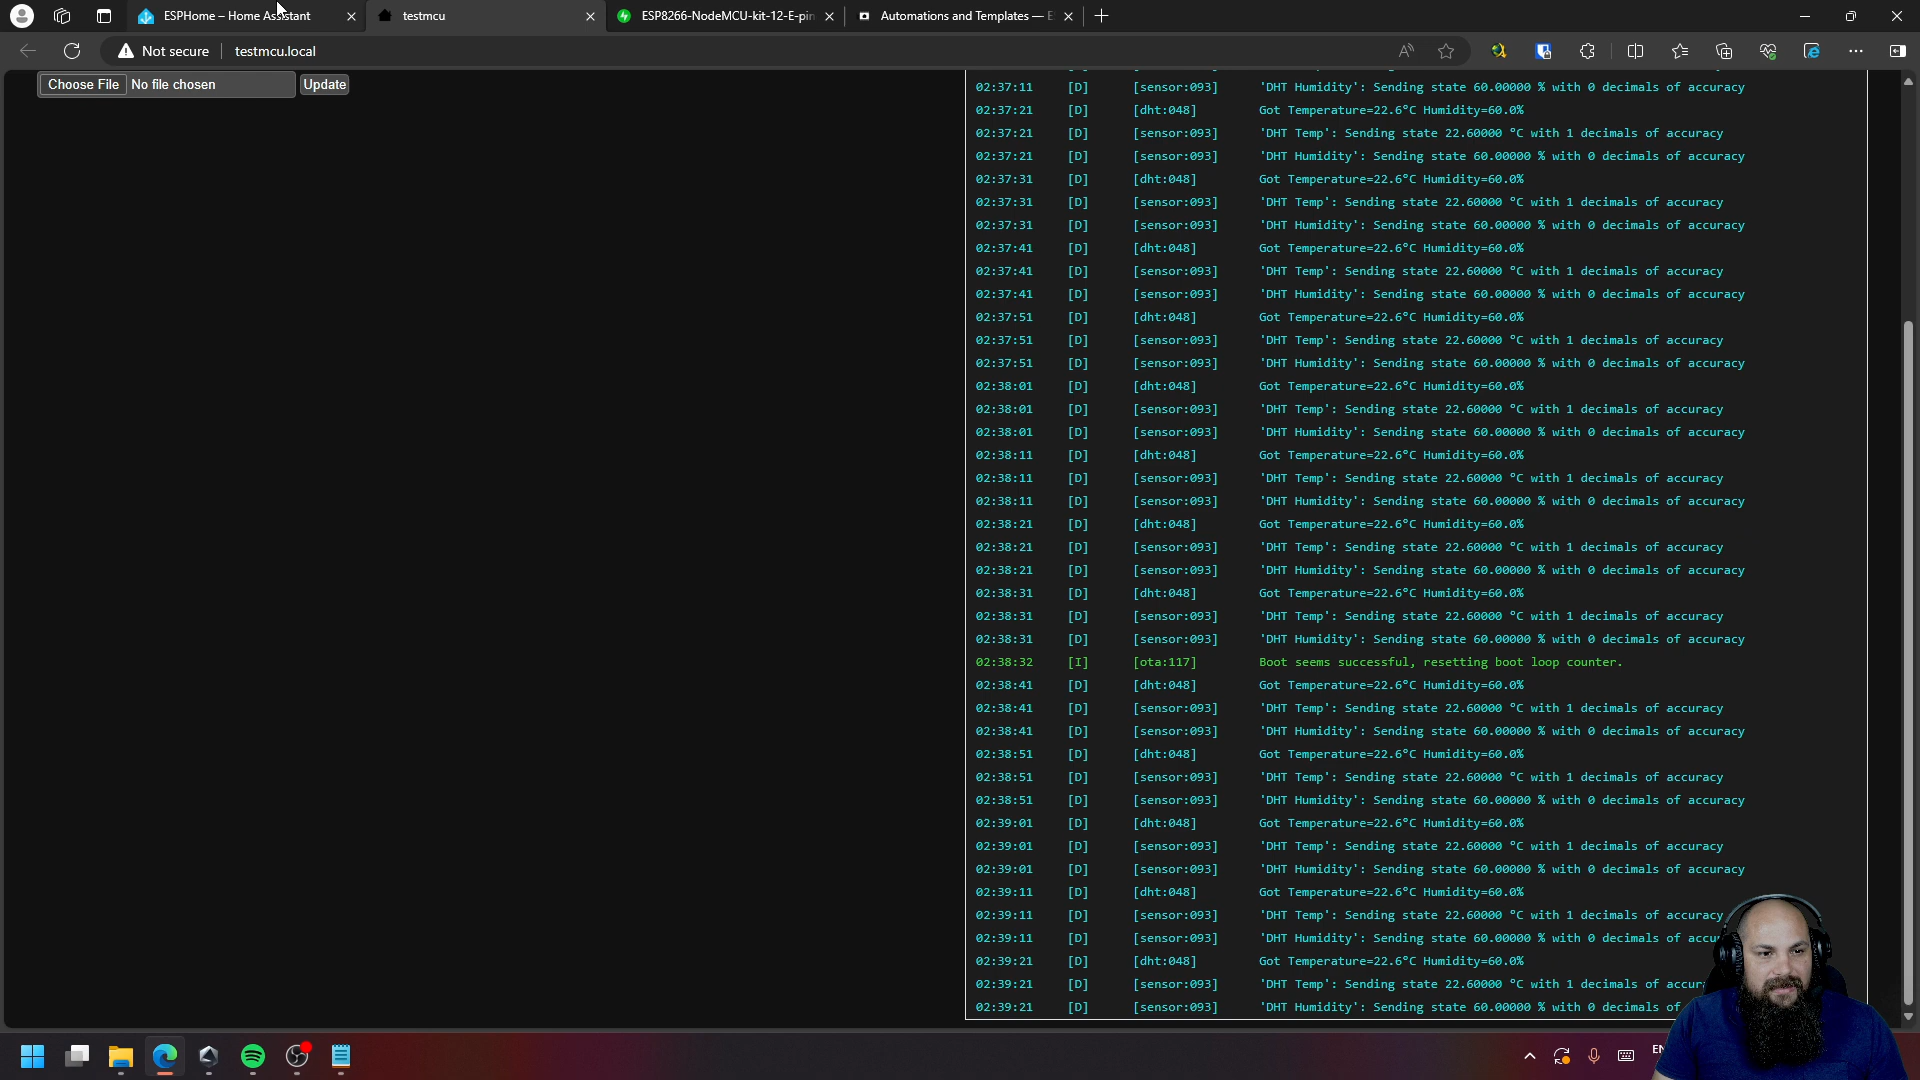 ESPHome – Home Assistant
testmcu
ESP8266-NodeMCU-kit-12-E-pin
Automations and Templates — E
Not secure
testmcu.local
Choose File No file chosen
Update
02:37:11 [D] [sensor:093] 'DHT Humidity': Sending state 60.00000 % with 0 decimals of accuracy
02:37:21 [D] [dht:048] Got Temperature=22.6°C Humidity=60.0%
02:37:21 [D] [sensor:093] 'DHT Temp': Sending state 22.60000 °C with 1 decimals of accuracy
02:37:21 [D] [sensor:093] 'DHT Humidity': Sending state 60.00000 % with 0 decimals of accuracy
02:37:31 [D] [dht:048] Got Temperature=22.6°C Humidity=60.0%
02:37:31 [D] [sensor:093] 'DHT Temp': Sending state 22.60000 °C with 1 decimals of accuracy
02:37:31 [D] [sensor:093] 'DHT Humidity': Sending state 60.00000 % with 0 decimals of accuracy
02:37:41 [D] [dht:048] Got Temperature=22.6°C Humidity=60.0%
02:37:41 [D] [sensor:093] 'DHT Temp': Sending state 22.60000 °C with 1 decimals of accuracy
02:37:41 [D] [sensor:093] 'DHT Humidity': Sending state 60.00000 % with 0 decimals of accuracy
02:37:51 [D] [dht:048] Got Temperature=22.6°C Humidity=60.0%
02:37:51 [D] [sensor:093] 'DHT Temp': Sending state 22.60000 °C with 1 decimals of accuracy
02:37:51 [D] [sensor:093] 'DHT Humidity': Sending state 60.00000 % with 0 decimals of accuracy
02:38:01 [D] [dht:048] Got Temperature=22.6°C Humidity=60.0%
02:38:01 [D] [sensor:093] 'DHT Temp': Sending state 22.60000 °C with 1 decimals of accuracy
02:38:01 [D] [sensor:093] 'DHT Humidity': Sending state 60.00000 % with 0 decimals of accuracy
02:38:11 [D] [dht:048] Got Temperature=22.6°C Humidity=60.0%
02:38:11 [D] [sensor:093] 'DHT Temp': Sending state 22.60000 °C with 1 decimals of accuracy
02:38:11 [D] [sensor:093] 'DHT Humidity': Sending state 60.00000 % with 0 decimals of accuracy
02:38:21 [D] [dht:048] Got Temperature=22.6°C Humidity=60.0%
02:38:21 [D] [sensor:093] 'DHT Temp': Sending state 22.60000 °C with 1 decimals of accuracy
02:38:21 [D] [sensor:093] 'DHT Humidity': Sending state 60.00000 % with 0 decimals of accuracy
02:38:31 [D] [dht:048] Got Temperature=22.6°C Humidity=60.0%
02:38:31 [D] [sensor:093] 'DHT Temp': Sending state 22.60000 °C with 1 decimals of accuracy
02:38:31 [D] [sensor:093] 'DHT Humidity': Sending state 60.00000 % with 0 decimals of accuracy
02:38:32 [I] [ota:117] Boot seems successful, resetting boot loop counter.
02:38:41 [D] [dht:048] Got Temperature=22.6°C Humidity=60.0%
02:38:41 [D] [sensor:093] 'DHT Temp': Sending state 22.60000 °C with 1 decimals of accuracy
02:38:41 [D] [sensor:093] 'DHT Humidity': Sending state 60.00000 % with 0 decimals of accuracy
02:38:51 [D] [dht:048] Got Temperature=22.6°C Humidity=60.0%
02:38:51 [D] [sensor:093] 'DHT Temp': Sending state 22.60000 °C with 1 decimals of accuracy
02:38:51 [D] [sensor:093] 'DHT Humidity': Sending state 60.00000 % with 0 decimals of accuracy
02:39:01 [D] [dht:048] Got Temperature=22.6°C Humidity=60.0%
02:39:01 [D] [sensor:093] 'DHT Temp': Sending state 22.60000 °C with 1 decimals of accuracy
02:39:01 [D] [sensor:093] 'DHT Humidity': Sending state 60.00000 % with 0 decimals of accuracy
02:39:11 [D] [dht:048] Got Temperature=22.6°C Humidity=60.0%
02:39:11 [D] [sensor:093] 'DHT Temp': Sending state 22.60000 °C with 1 decimals of accuracy
02:39:11 [D] [sensor:093] 'DHT Humidity': Sending state 60.00000 % with 0 decimals of accu
02:39:21 [D] [dht:048] Got Temperature=22.6°C Humidity=60.0%
02:39:21 [D] [sensor:093] 'DHT Temp': Sending state 22.60000 °C with 1 decimals of accur
02:39:21 [D] [sensor:093] 'DHT Humidity': Sending state 60.00000 % with 0 decimals of
EN